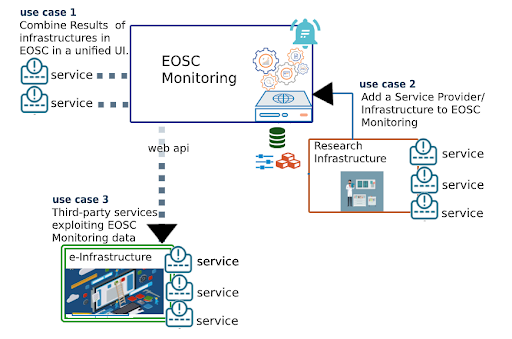 use case 1
Combine Results of
infrastructures in
EOSC in a unified UI.
service
service
EOSC
Monitoring
use case 2
Add a Service Provider/
Infrastructure to EOSC
Monitoring
Research
Infrastructure
service
service
service
web api
use case 3
Third-party services
exploiting EOSC
Monitoring data
e-Infrastructure
service
service
service